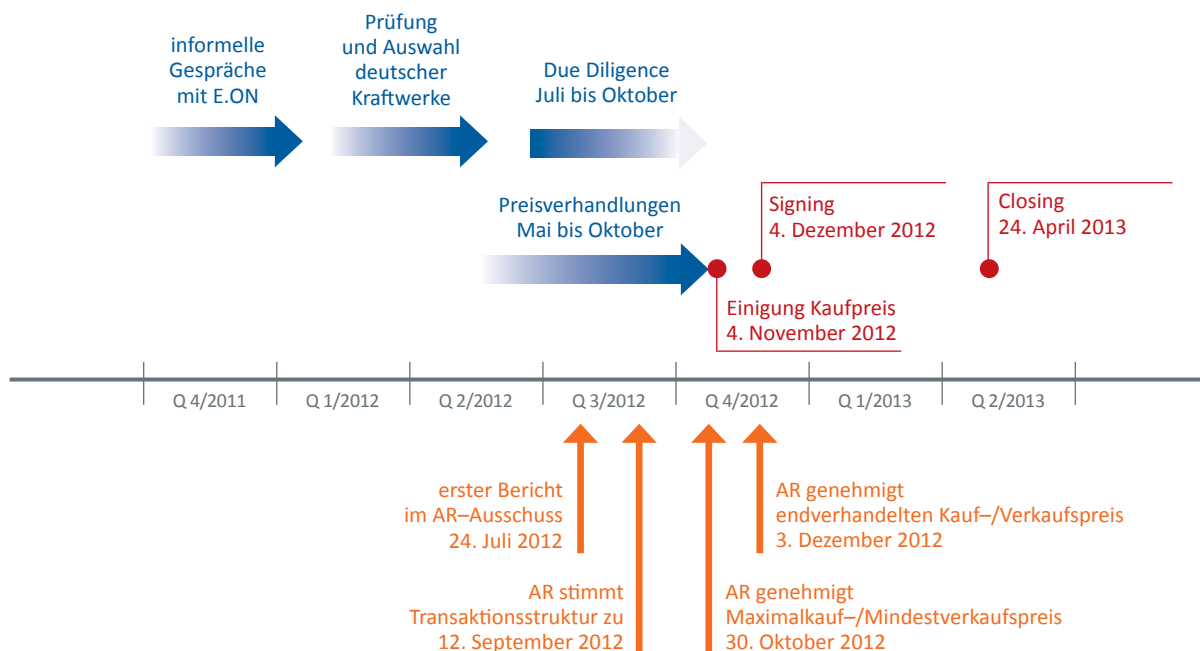 informelle
Gespräche
mit E.ON
Prüfung
und Auswahl
deutscher
Kraftwerke
Due Diligence
Juli bis Oktober
Preisverhandlungen
Mai bis Oktober
Signing
4. Dezember 2012
Closing
24. April 2013
Einigung Kaufpreis
4. November 2012
Q 4/2011
Q 1/2012
Q 2/2012
Q 3/2012
Q 4/2012
Q 1/2013
Q 2/2013
erster Bericht
im AR–Ausschuss
24. Juli 2012
AR genehmigt
endverhandelten Kauf–/Verkaufspreis
3. Dezember 2012
AR stimmt
Transaktionsstruktur zu
12. September 2012
AR genehmigt
Maximalkauf–/Mindestverkaufspreis
30. Oktober 2012